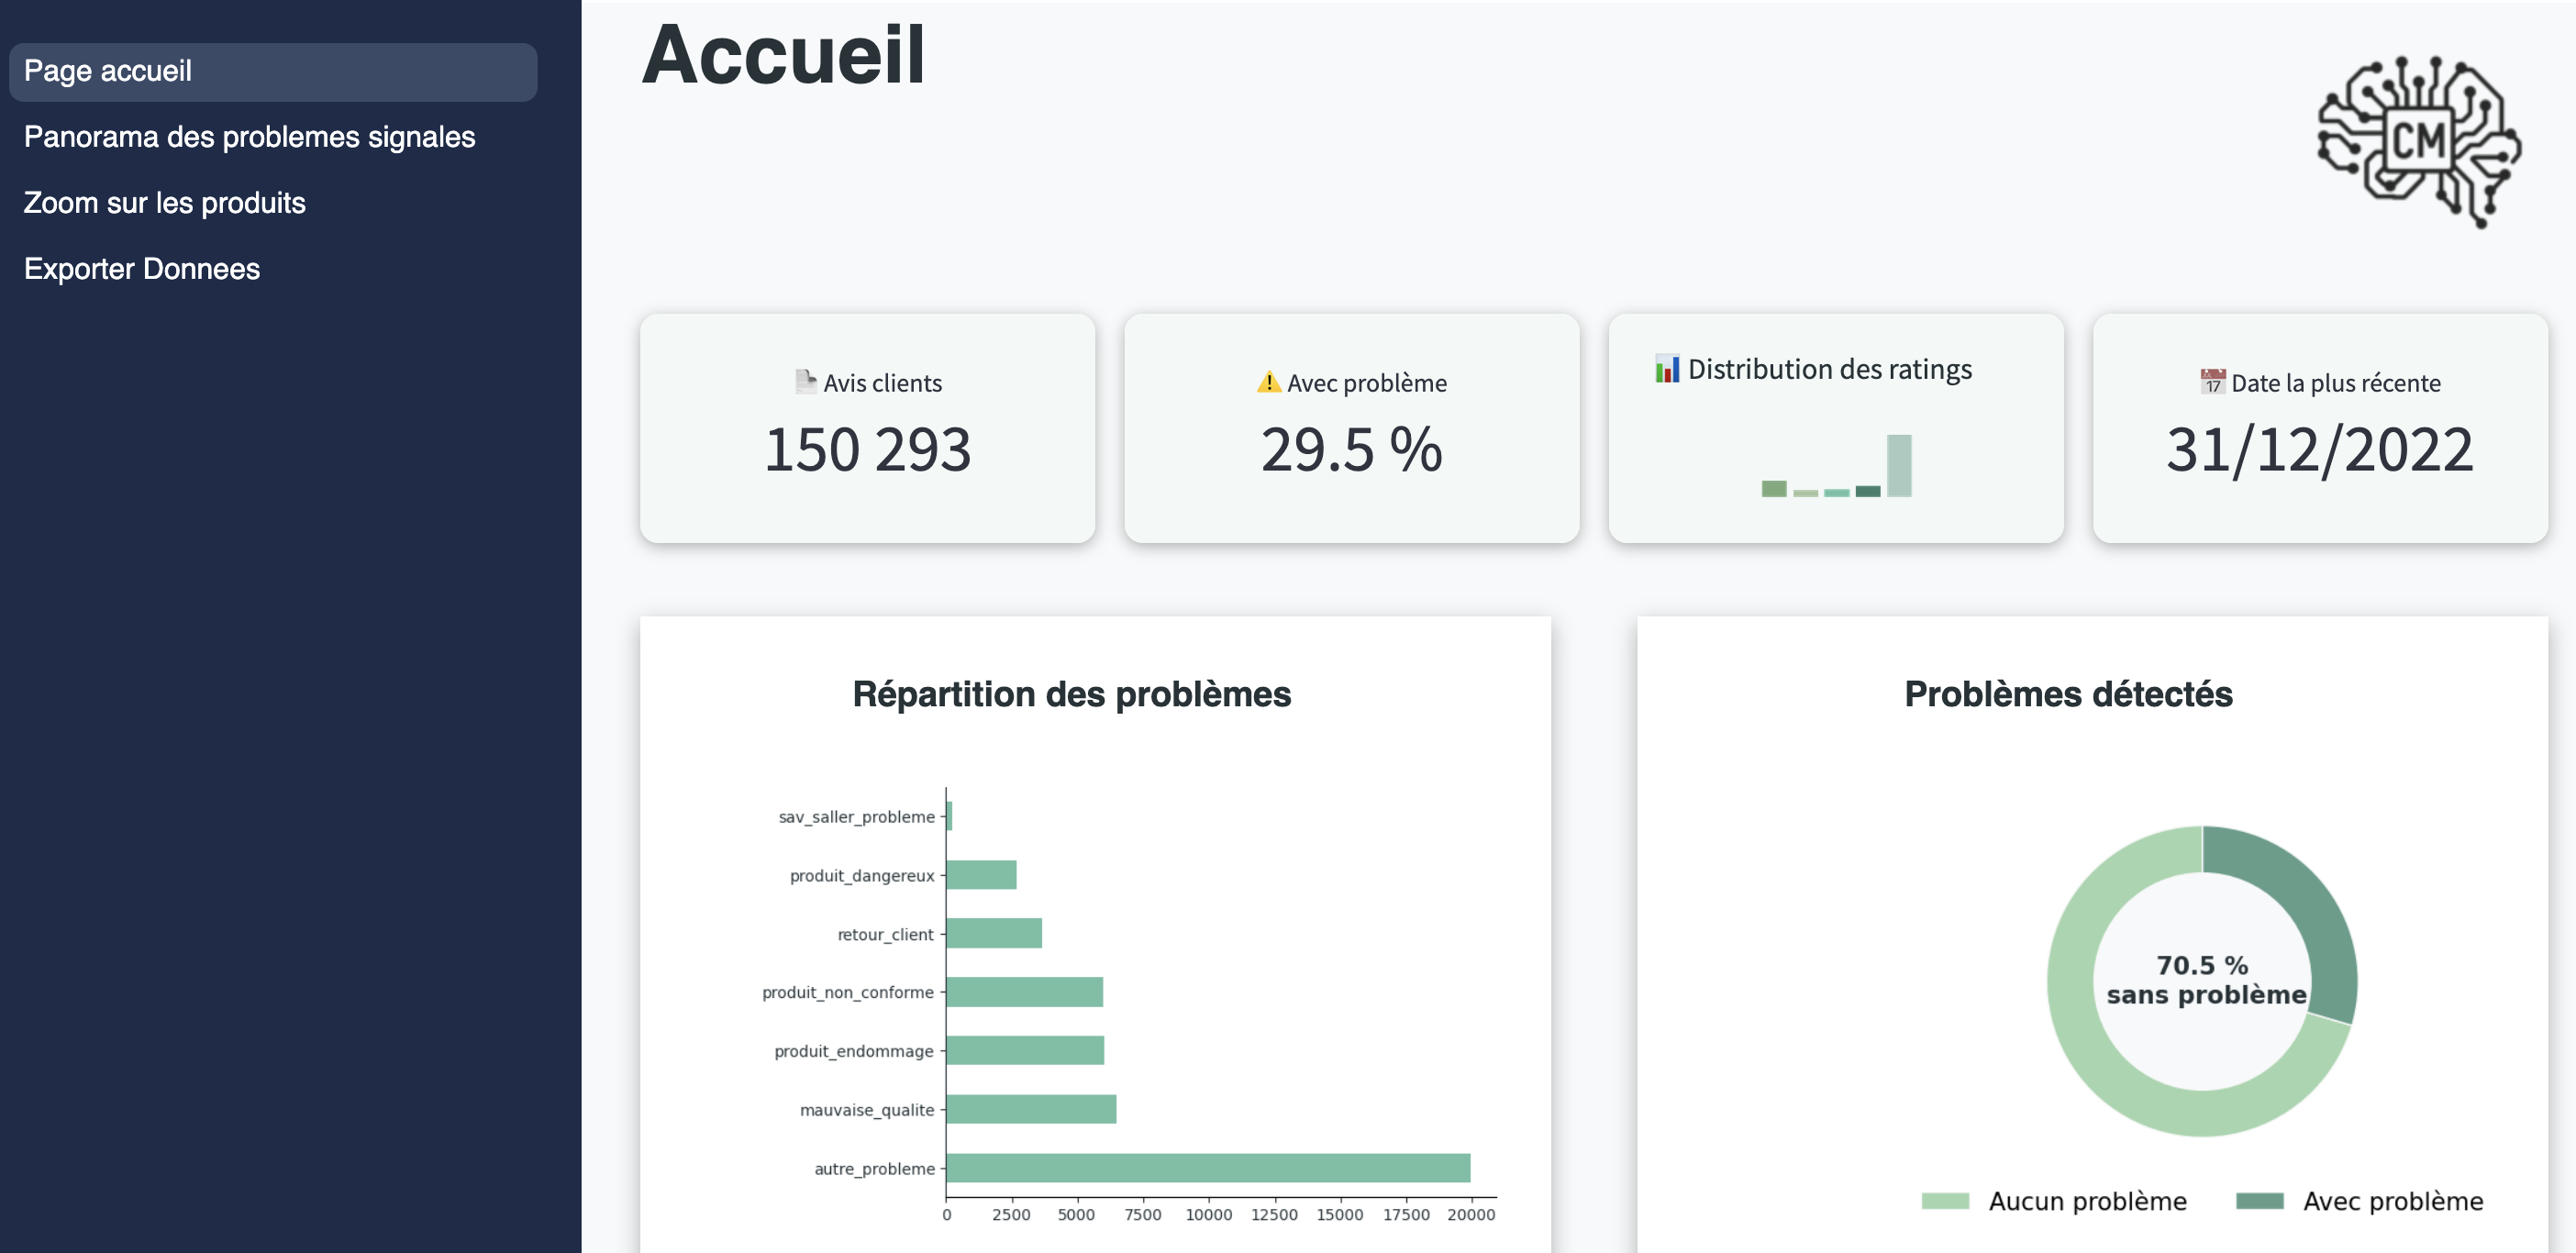 Page accueil
Panorama des problemes signales
Zoom sur les produits
Exporter Donnees
Accueil
CM
Avis clients
150 293
Avec problème
29.5 %
Distribution des ratings
17
Date la plus récente
31/12/2022
Répartition des problèmes
sav_saller_probleme
produit_dangereux
retour_client
produit_non_conforme
produit_endommage
mauvaise_qualite
autre_probleme
0 2500 5000 7500 10000 12500 15000 17500 20000
Problèmes détectés
70.5 %
sans problème
Aucun problème
Avec problème